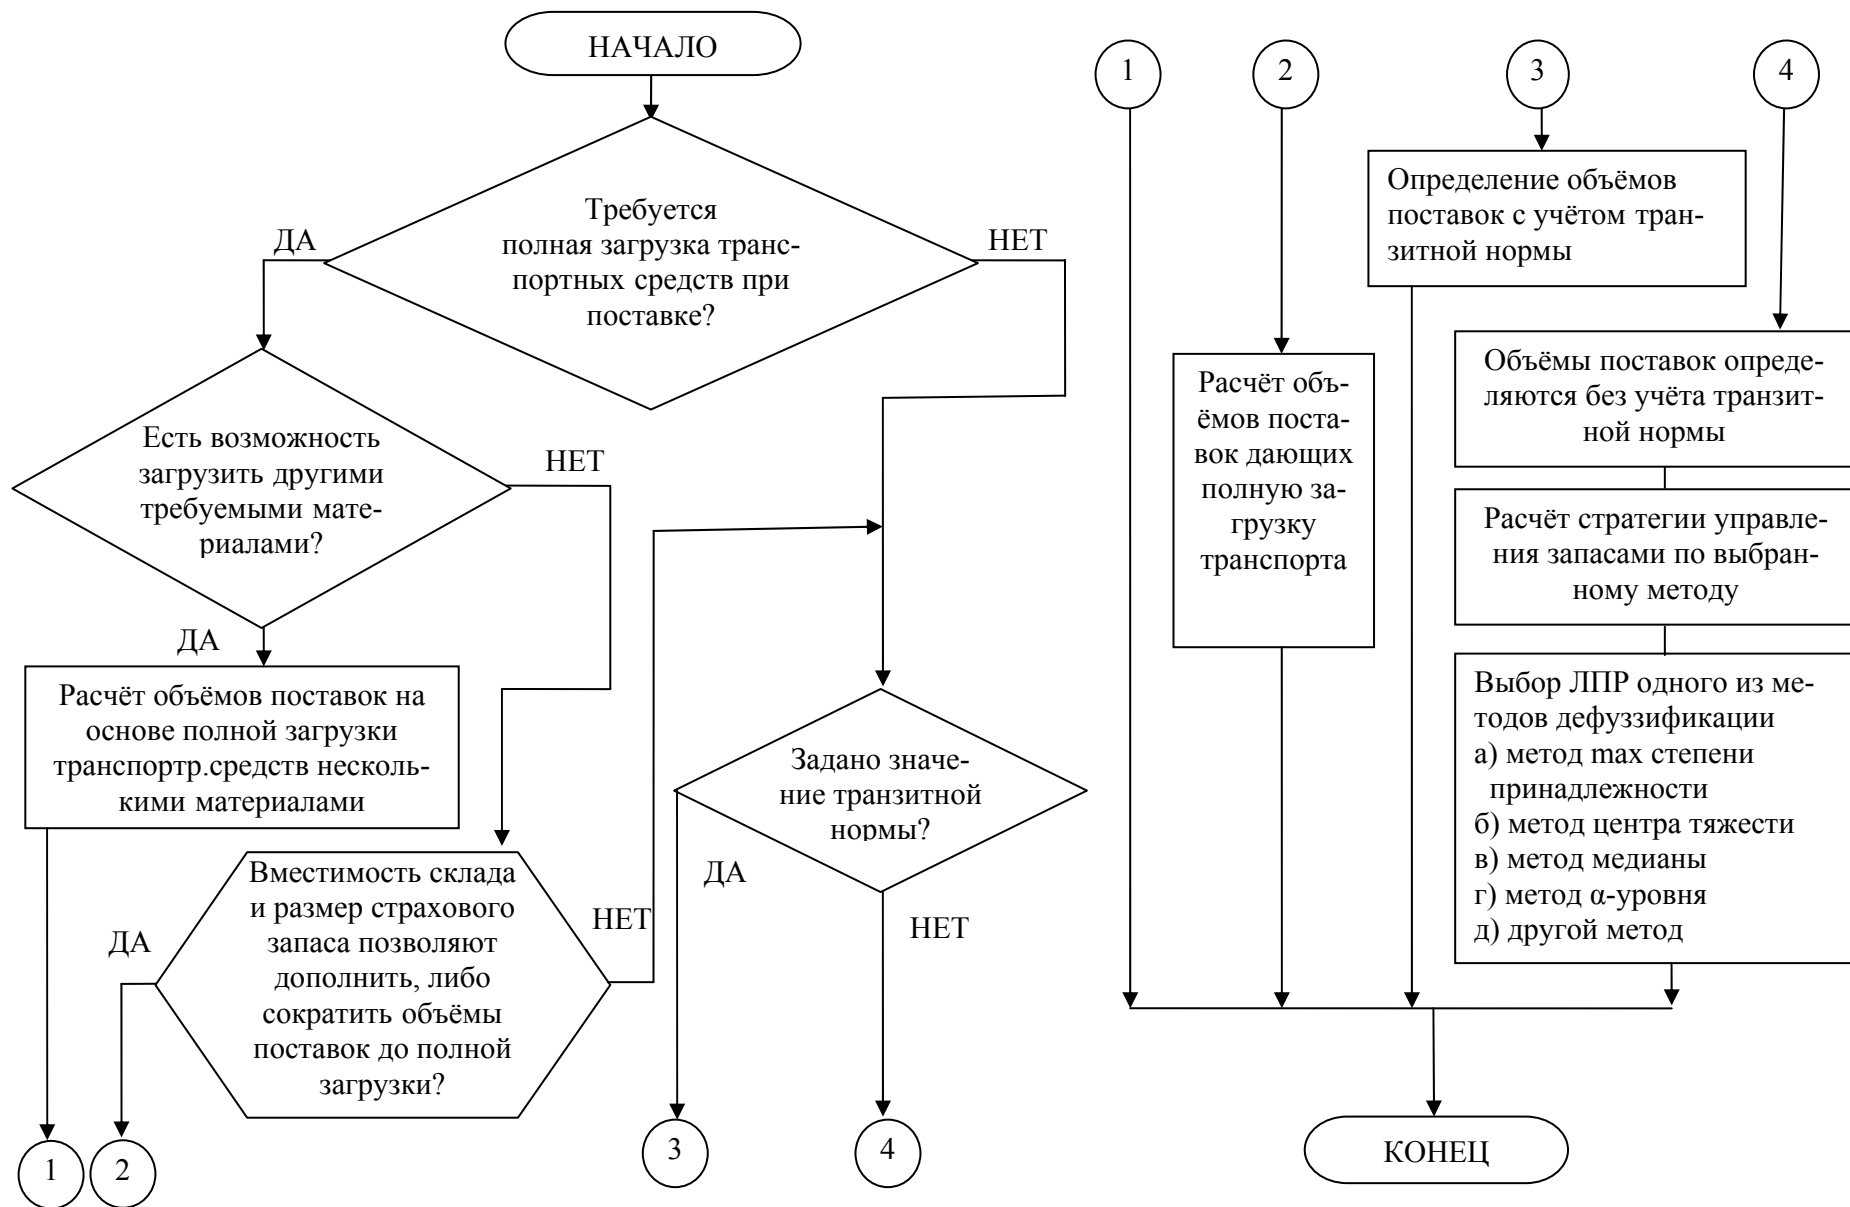 НАЧАЛО
Требуется
полная загрузка транс-
портных средств при
поставке?
ДА
НЕТ
Есть возможность
загрузить другими
требуемыми мате-
риалами?
НЕТ
ДА
Расчёт объёмов поставок на
основе полной загрузки
транспортр.средств несколь-
кими материалами
Вместимость склада
и размер страхового
запаса позволяют
дополнить, либо
сократить объёмы
поставок до полной
загрузки?
ДА
НЕТ
Задано значе-
ние транзитной
нормы?
ДА
НЕТ
1
2
3
4
1
2
3
4
Определение объёмов
поставок с учётом тран-
зитной нормы
Расчёт объ-
ёмов поста-
вок дающих
полную за-
грузку
транспорта
Объёмы поставок опреде-
ляются без учёта транзит-
ной нормы
Расчёт стратегии управле-
ния запасами по выбран-
ному методу
Выбор ЛПР одного из ме-
тодов дефуззификации
а) метод max степени
принадлежности
б) метод центра тяжести
в) метод медианы
г) метод α-уровня
д) другой метод
КОНЕЦ